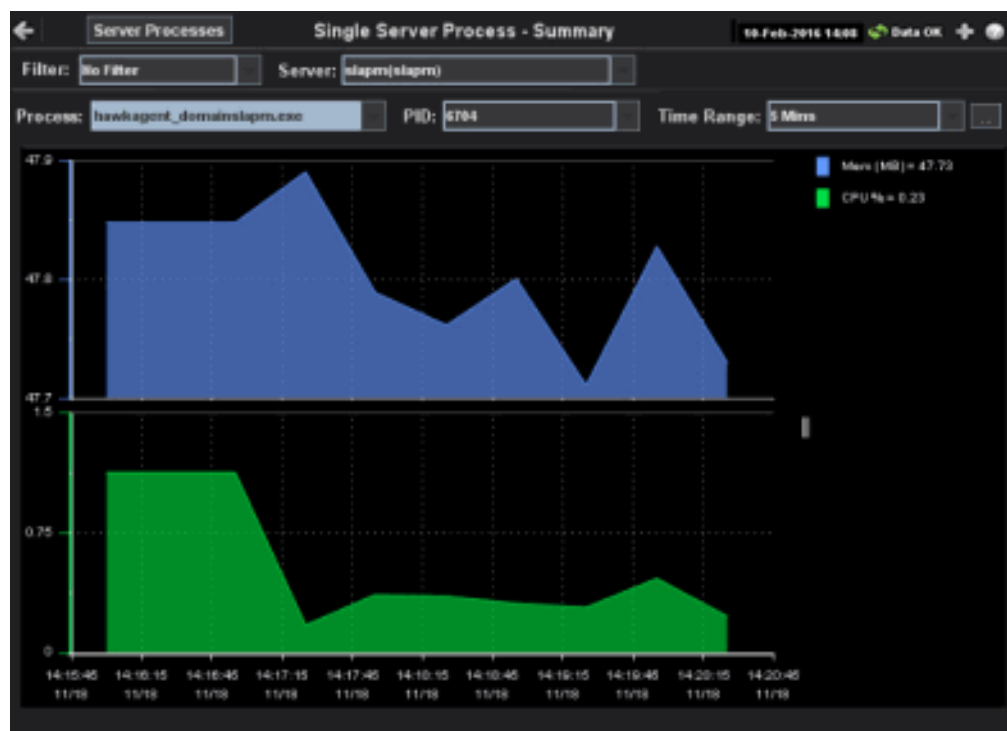 Server Processes Single Server Process - Summary 10-Feb-2016 14:08 Data OK
Filter: No Filter Server: slapm(slapm)
Process: hawkagent_domainslapm.exe PID: 6704 Time Range: 5 Mins ..
47.9
Mem (MB) = 47.73
CPU % = 0.23
47.8
47.7
1.5
0.75
0
14:15:45 14:16:15 14:16:45 14:17:15 14:17:45 14:18:15 14:18:45 14:19:15 14:19:45 14:20:15 14:20:45
11/18 11/18 11/18 11/18 11/18 11/18 11/18 11/18 11/18 11/18 11/18